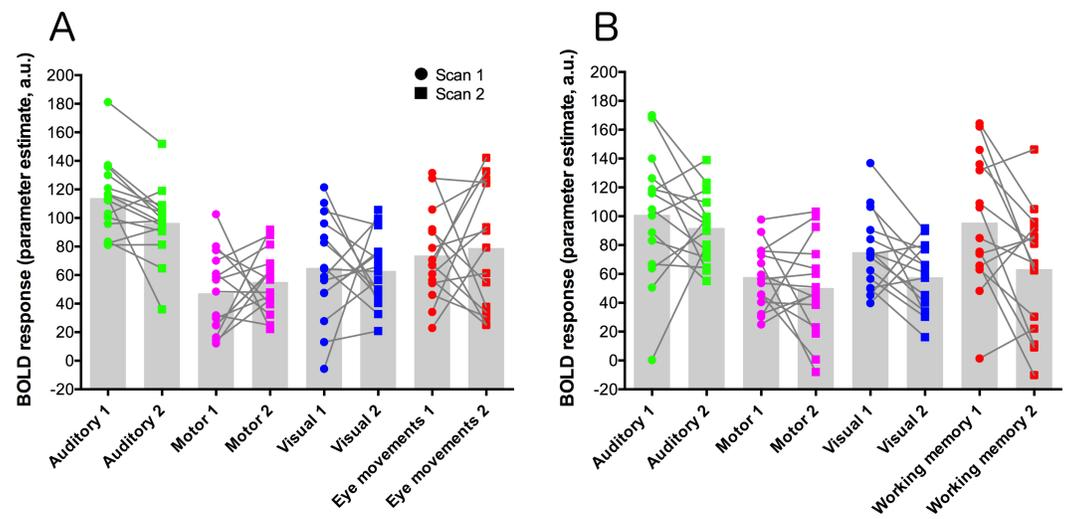 A
BOLD response (parameter estimate, a.u.)
200
180
160
140
120
100
80
60
40
20
0
-20
Scan 1
Scan 2
Auditory 1
Auditory 2
Motor 1
Motor 2
Visual 1
Visual 2
Eye movements 1
Eye movements 2
B
BOLD response (parameter estimate, a.u.)
200
180
160
140
120
100
80
60
40
20
0
-20
Auditory 1
Auditory 2
Motor 1
Motor 2
Visual 1
Visual 2
Working memory 1
Working memory 2